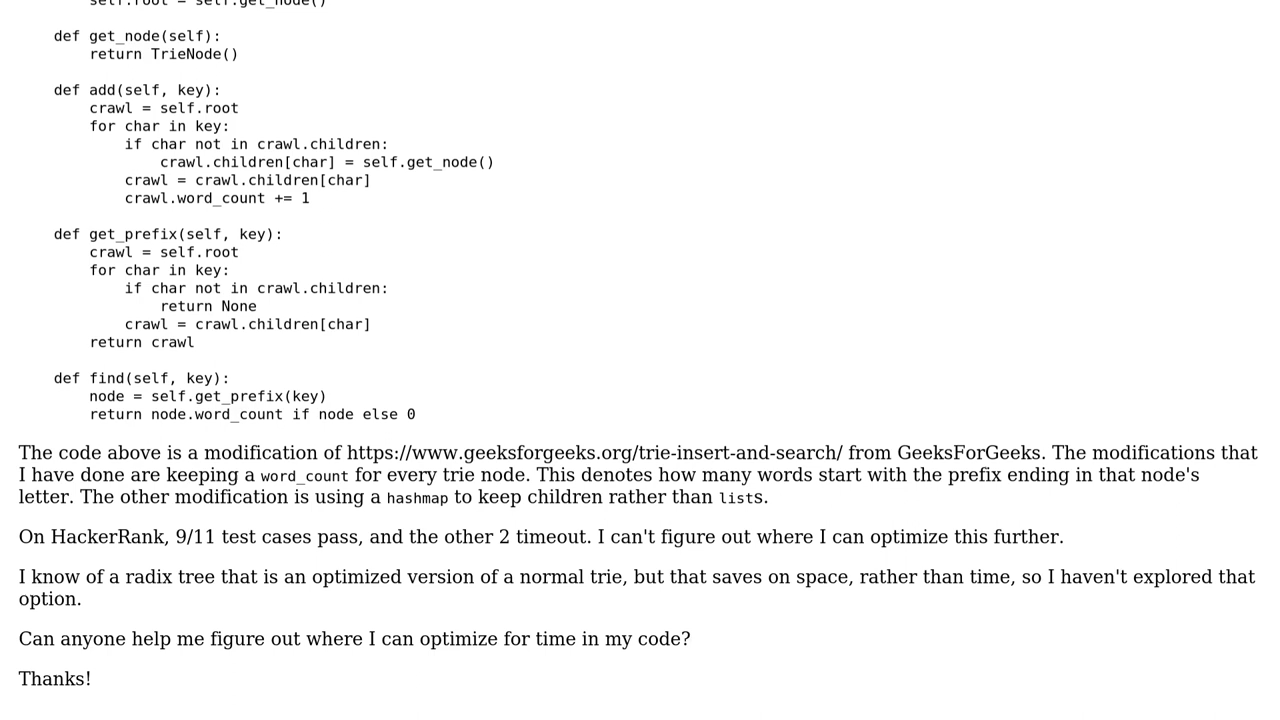 self.root = self.get_node()
def get_node(self):
return TrieNode()
def add(self, key):
crawl = self.root
for char in key:
if char not in crawl.children:
crawl.children[char] = self.get_node()
crawl = crawl.children[char]
crawl.word_count += 1
def get_prefix(self, key):
crawl = self.root
for char in key:
if char not in crawl.children:
return None
crawl = crawl.children[char]
return crawl
def find(self, key):
node = self.get_prefix(key)
return node.word_count if node else 0
The code above is a modification of https://www.geeksforgeeks.org/trie-insert-and-search/ from GeeksForGeeks. The modifications that
I have done are keeping a word_count for every trie node. This denotes how many words start with the prefix ending in that node's
letter. The other modification is using a hashmap to keep children rather than lists.
On HackerRank, 9/11 test cases pass, and the other 2 timeout. I can't figure out where I can optimize this further.
I know of a radix tree that is an optimized version of a normal trie, but that saves on space, rather than time, so I haven't explored that
option.
Can anyone help me figure out where I can optimize for time in my code?
Thanks!